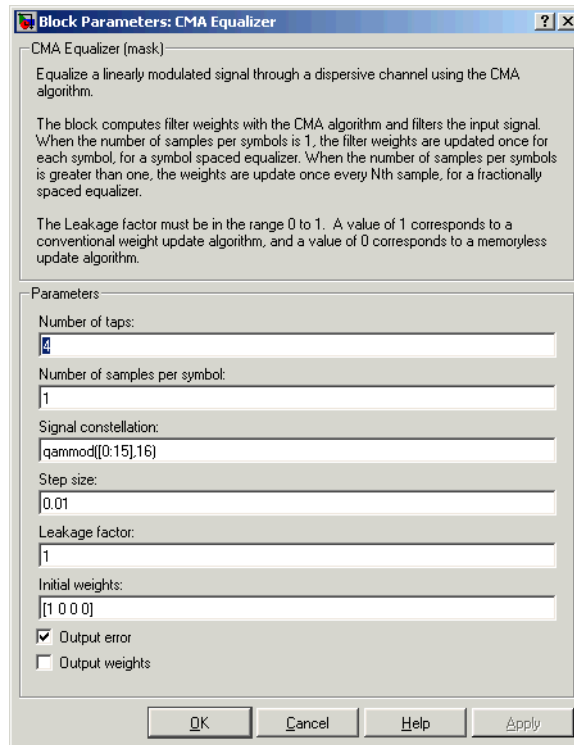 Block Parameters: CMA Equalizer
CMA Equalizer (mask)
Equalize a linearly modulated signal through a dispersive channel using the CMA
algorithm.
The block computes filter weights with the CMA algorithm and filters the input signal.
When the number of samples per symbols is 1, the filter weights are updated once for
each symbol, for a symbol spaced equalizer. When the number of samples per symbols
is greater than one, the weights are update once every Nth sample, for a fractionally
spaced equalizer.
The Leakage factor must be in the range 0 to 1. A value of 1 corresponds to a
conventional weight update algorithm, and a value of 0 corresponds to a memoryless
update algorithm.
Parameters
Number of taps:
4
Number of samples per symbol:
1
Signal constellation:
qammod([0:15],16)
Step size:
0.01
Leakage factor:
1
Initial weights:
[1 0 0 0]
Output error
Output weights
OK Cancel Help Apply